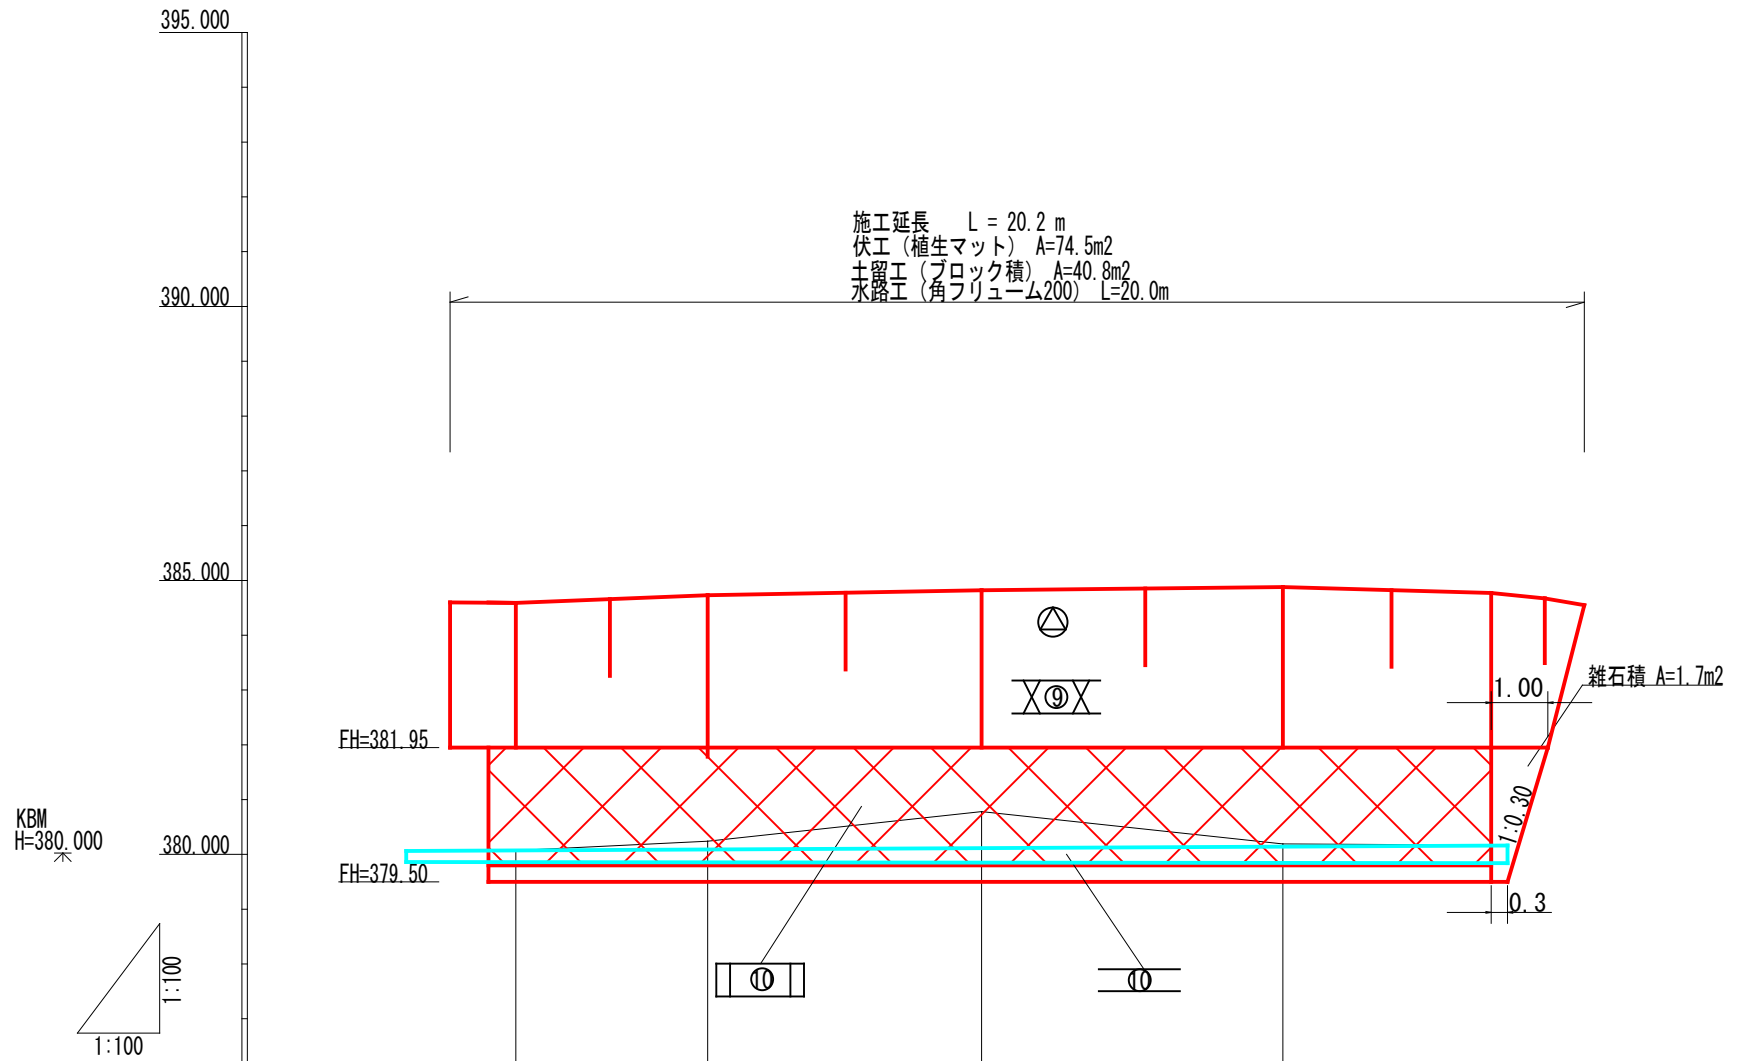 395.000
施工延長　L = 20.2 m
伏工（植生マット） A=74.5m2
土留工（ブロック積） A=40.8m2
水路工（角フリューム200） L=20.0m
390.000
385.000
雑石積 A=1.7m2
1.00
⑨
FH=381.95
1:0.30
KBM
H=380.000
380.000
FH=379.50
0.3
⑩
⑩
1:100
1:100